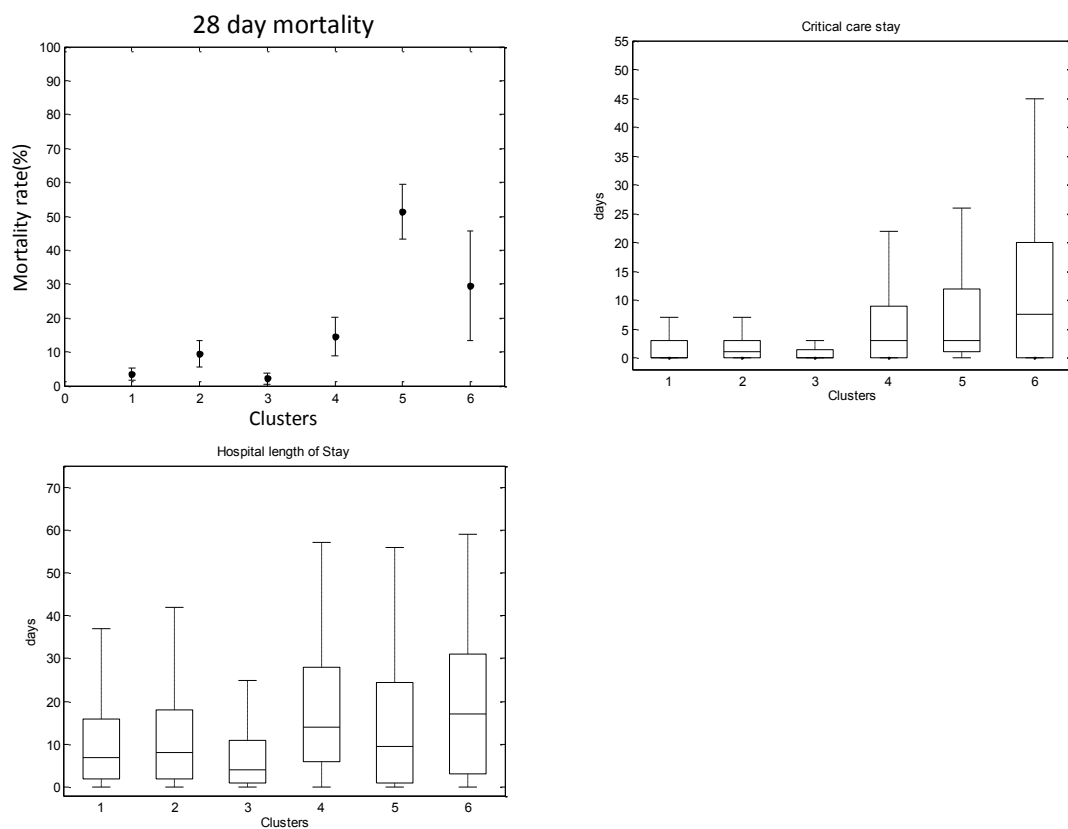 28 day mortality
100
90
80
70
60
50
40
30
20
10
0
Mortality rate(%)
0 1 2 3 4 5 6
Clusters
Critical care stay
55
50
45
40
35
30
25
20
15
10
5
0
days
1 2 3 4 5 6
Clusters
Hospital length of Stay
70
60
50
40
30
20
10
0
days
1 2 3 4 5 6
Clusters